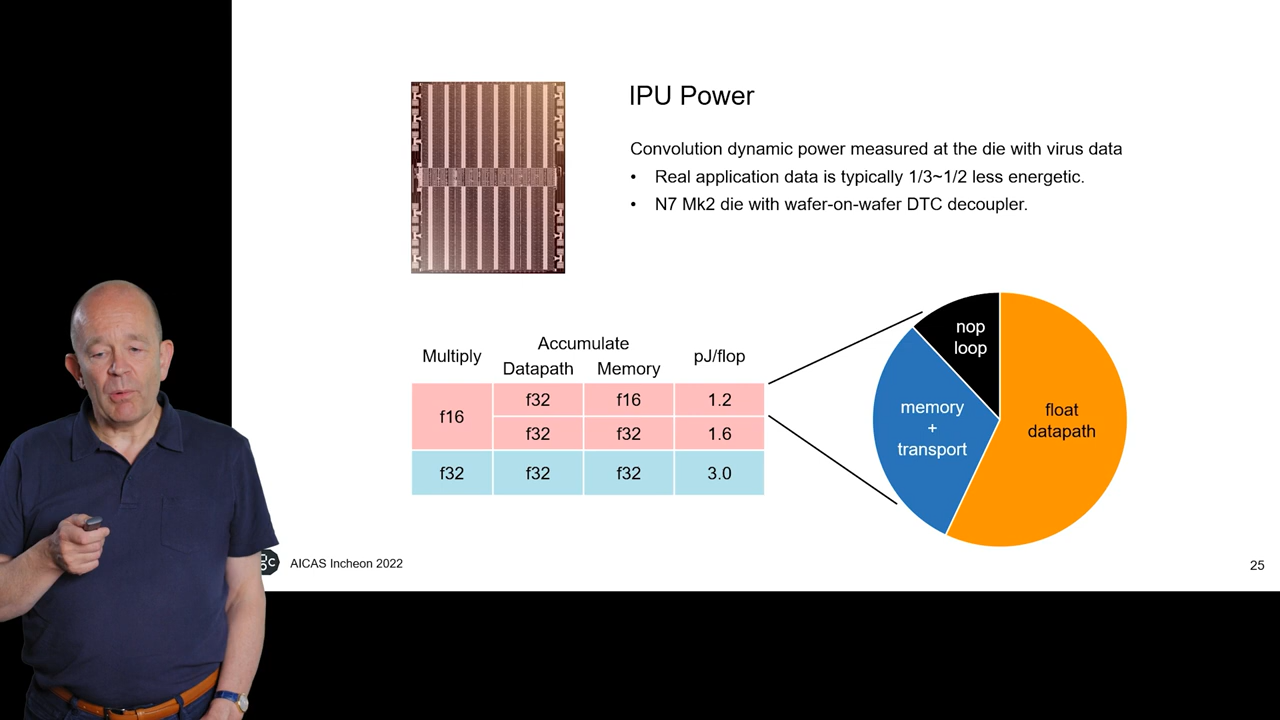 IPU Power
Convolution dynamic power measured at the die with virus data
• Real application data is typically 1/3~1/2 less energetic.
• N7 Mk2 die with wafer-on-wafer DTC decoupler.
Multiply
Accumulate
Datapath Memory
pJ/flop
f16
f32 f16 1.2
f32 f32 1.6
f32 f32 f32 3.0
nop
loop
memory
+
transport
float
datapath
AICAS Incheon 2022
25